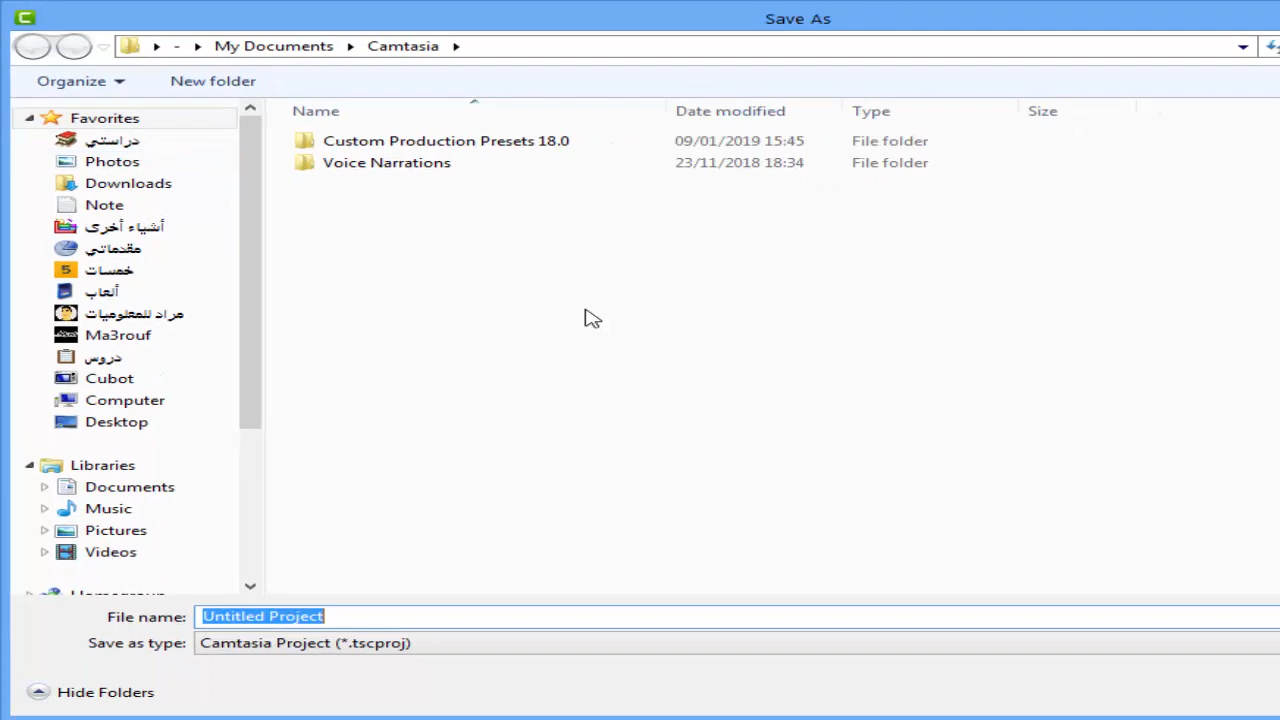 Save As
- My Documents Camtasia
Organize New folder
Name Date modified Type Size
Custom Production Presets 18.0 09/01/2019 15:45 File folder
Voice Narrations 23/11/2018 18:34 File folder
Favorites
دراستي
Photos
Downloads
Note
أشياء أخرى
مقدماتي
خمسات
ألعاب
مراد للمعلوميات
Ma3rouf
دروس
Cubot
Computer
Desktop
Libraries
Documents
Music
Pictures
Videos
Homegroup
File name: Untitled Project
Save as type: Camtasia Project (*.tscproj)
Hide Folders